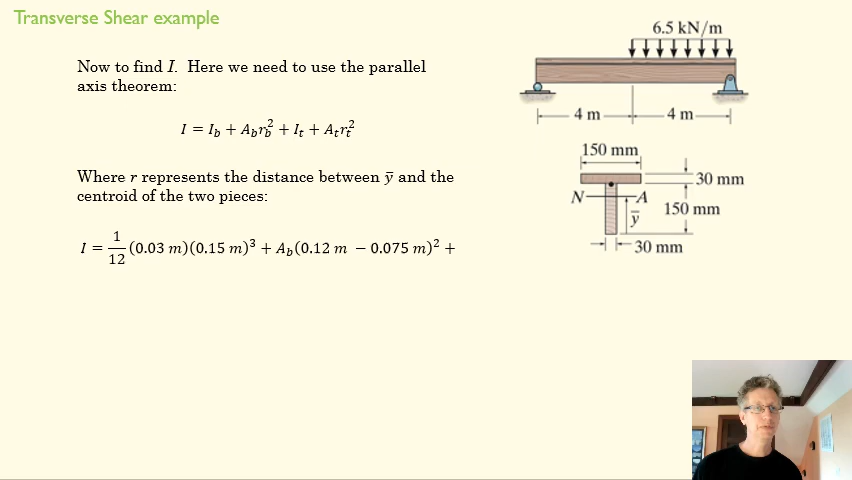 Transverse Shear example
Now to find I. Here we need to use the parallel
axis theorem:
I = I_b + A_b r_b^2 + I_t + A_t r_t^2
Where r represents the distance between ȳ and the
centroid of the two pieces:
I = 1/12 (0.03 m)(0.15 m)³ + A_b(0.12 m − 0.075 m)² +
6.5 kN/m
4 m
4 m
150 mm
30 mm
N
A
150 mm
ȳ
30 mm